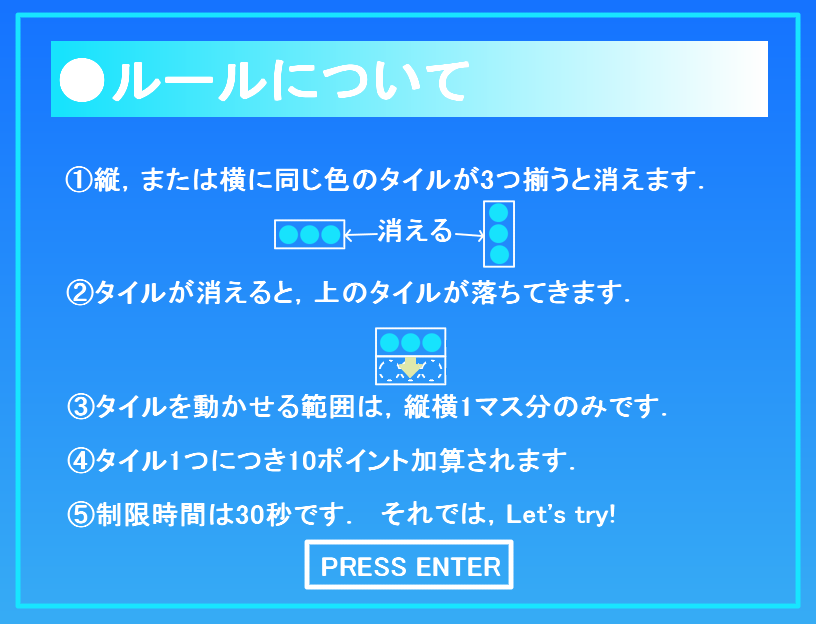 ●ルールについて
①縦，または横に同じ色のタイルが3つ揃うと消えます．
消える
②タイルが消えると，上のタイルが落ちてきます．
③タイルを動かせる範囲は，縦横1マス分のみです．
④タイル1つにつき10ポイント加算されます．
⑤制限時間は30秒です．　それでは，Let's try!
PRESS ENTER